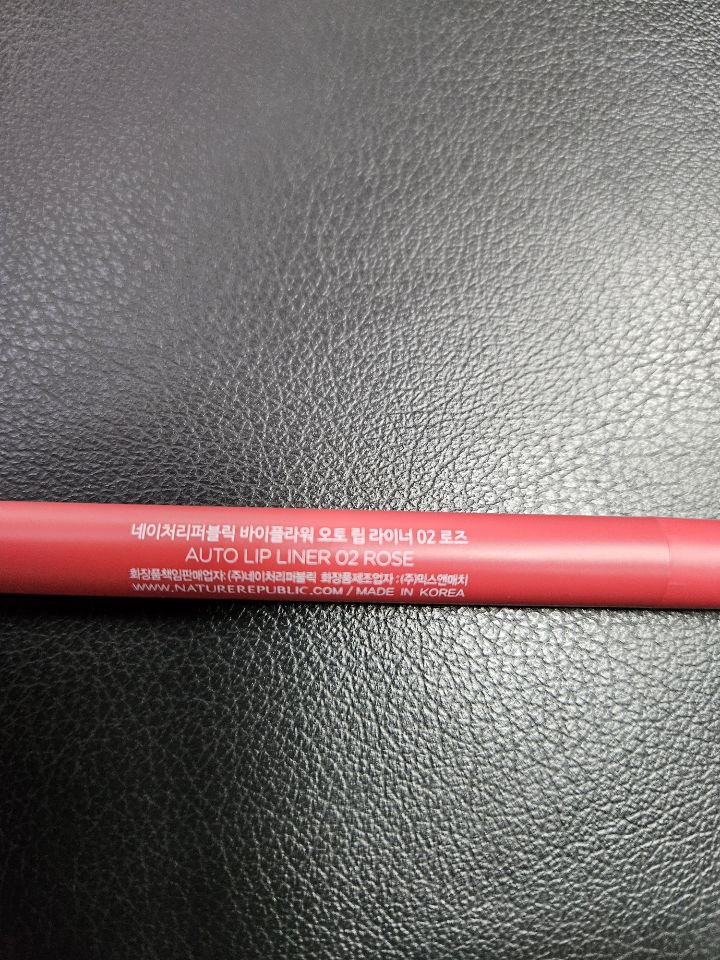 네이처리퍼블릭 바이플라워 오토 립 라이너 02 로즈
AUTO LIP LINER 02 ROSE
화장품책임판매업자: (주)네이처리퍼블릭 화장품제조업자 : (주)믹스앤매치
WWW.NATUREREPUBLIC.COM / MADE IN KOREA